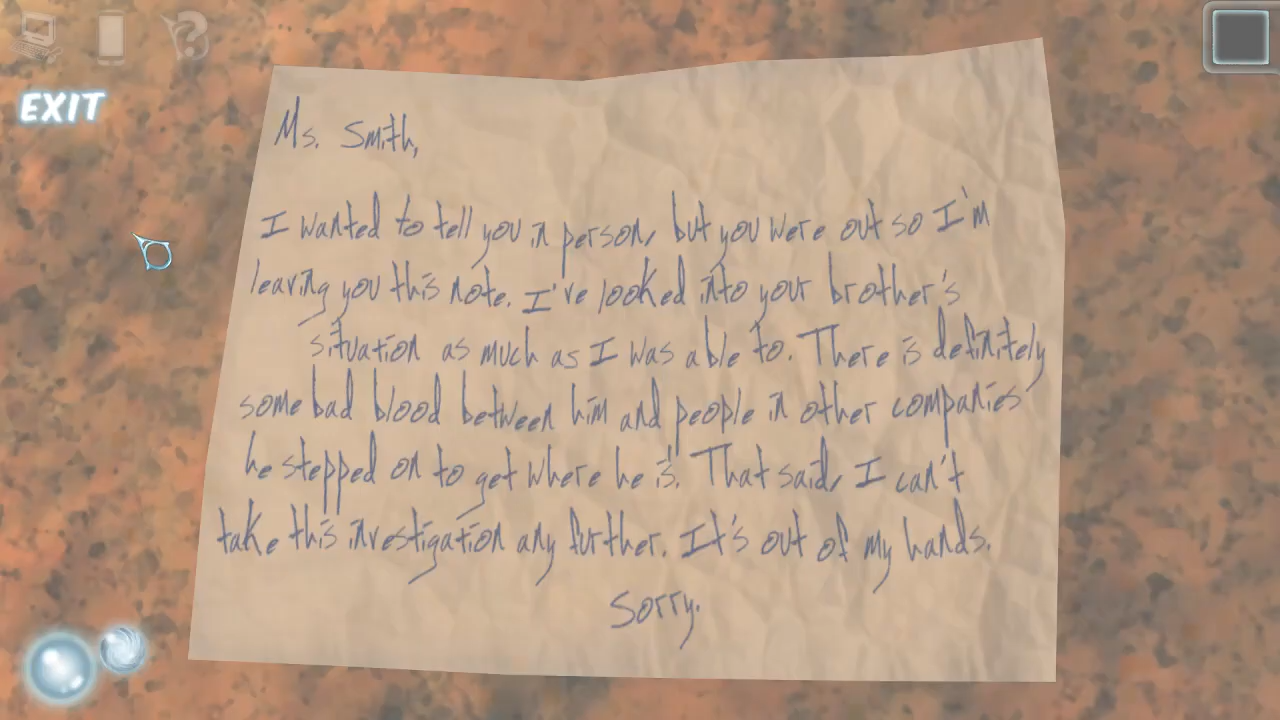 EXIT
Ms. Smith,
I wanted to tell you in person, but you were out so I'm
leaving you this note. I've looked into your brother's
situation as much as I was able to. There is definitely
some bad blood between him and people in other companies
he stepped on to get where he is. That said, I can't
take this investigation any further. It's out of my hands.
Sorry.